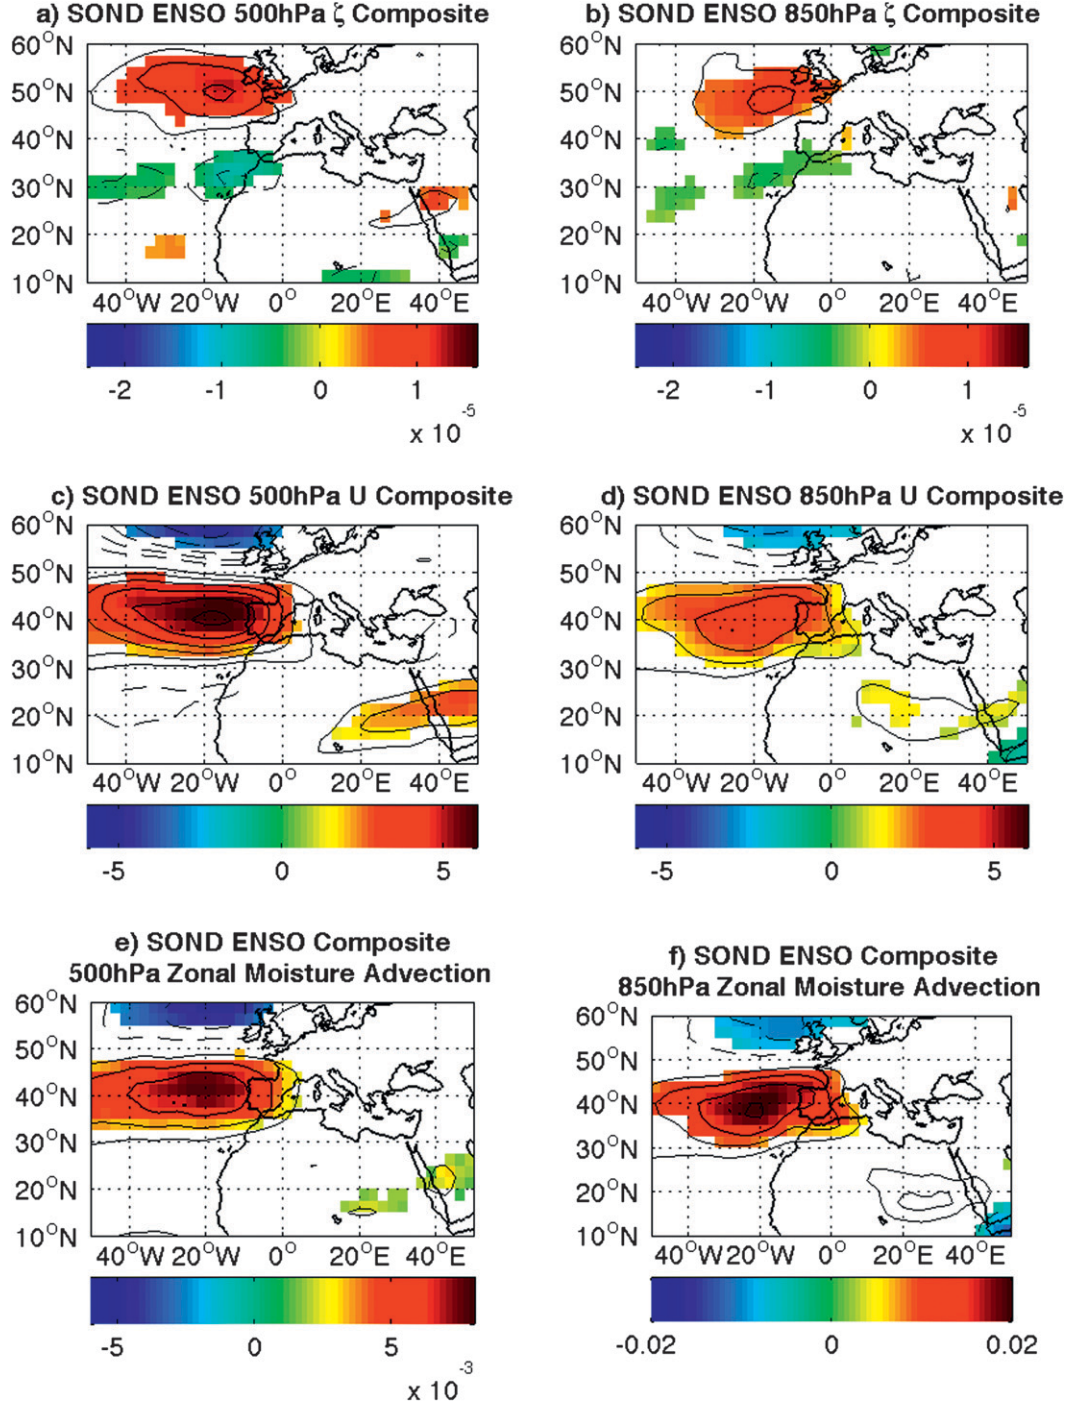 a) SOND ENSO 500hPa ζ Composite
60°N
50°N
40°N
30°N
20°N
10°N
40°W 20°W 0° 20°E 40°E
-2 -1 0 1
x 10^-5
b) SOND ENSO 850hPa ζ Composite
60°N
50°N
40°N
30°N
20°N
10°N
40°W 20°W 0° 20°E 40°E
-2 -1 0 1
x 10^-5
c) SOND ENSO 500hPa U Composite
60°N
50°N
40°N
30°N
20°N
10°N
40°W 20°W 0° 20°E 40°E
-5 0 5
d) SOND ENSO 850hPa U Composite
60°N
50°N
40°N
30°N
20°N
10°N
40°W 20°W 0° 20°E 40°E
-5 0 5
e) SOND ENSO Composite
500hPa Zonal Moisture Advection
60°N
50°N
40°N
30°N
20°N
10°N
40°W 20°W 0° 20°E 40°E
-5 0 5
x 10^-3
f) SOND ENSO Composite
850hPa Zonal Moisture Advection
60°N
50°N
40°N
30°N
20°N
10°N
40°W 20°W 0° 20°E 40°E
-0.02 0 0.02